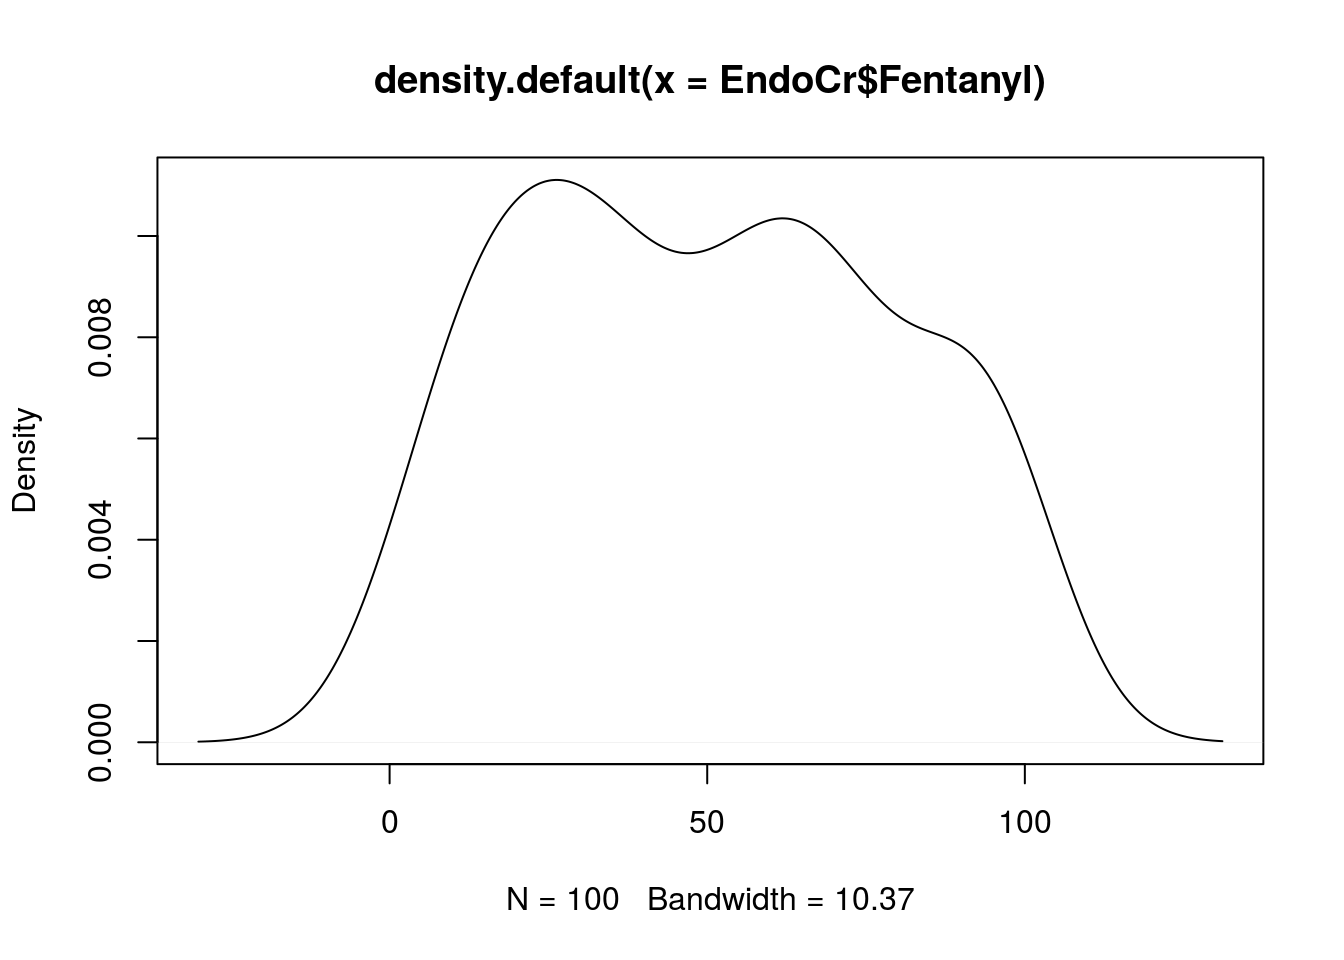 density.default(x = EndoCr$Fentanyl)
Density
0.008
0.004
0.000
0 50 100
N = 100 Bandwidth = 10.37